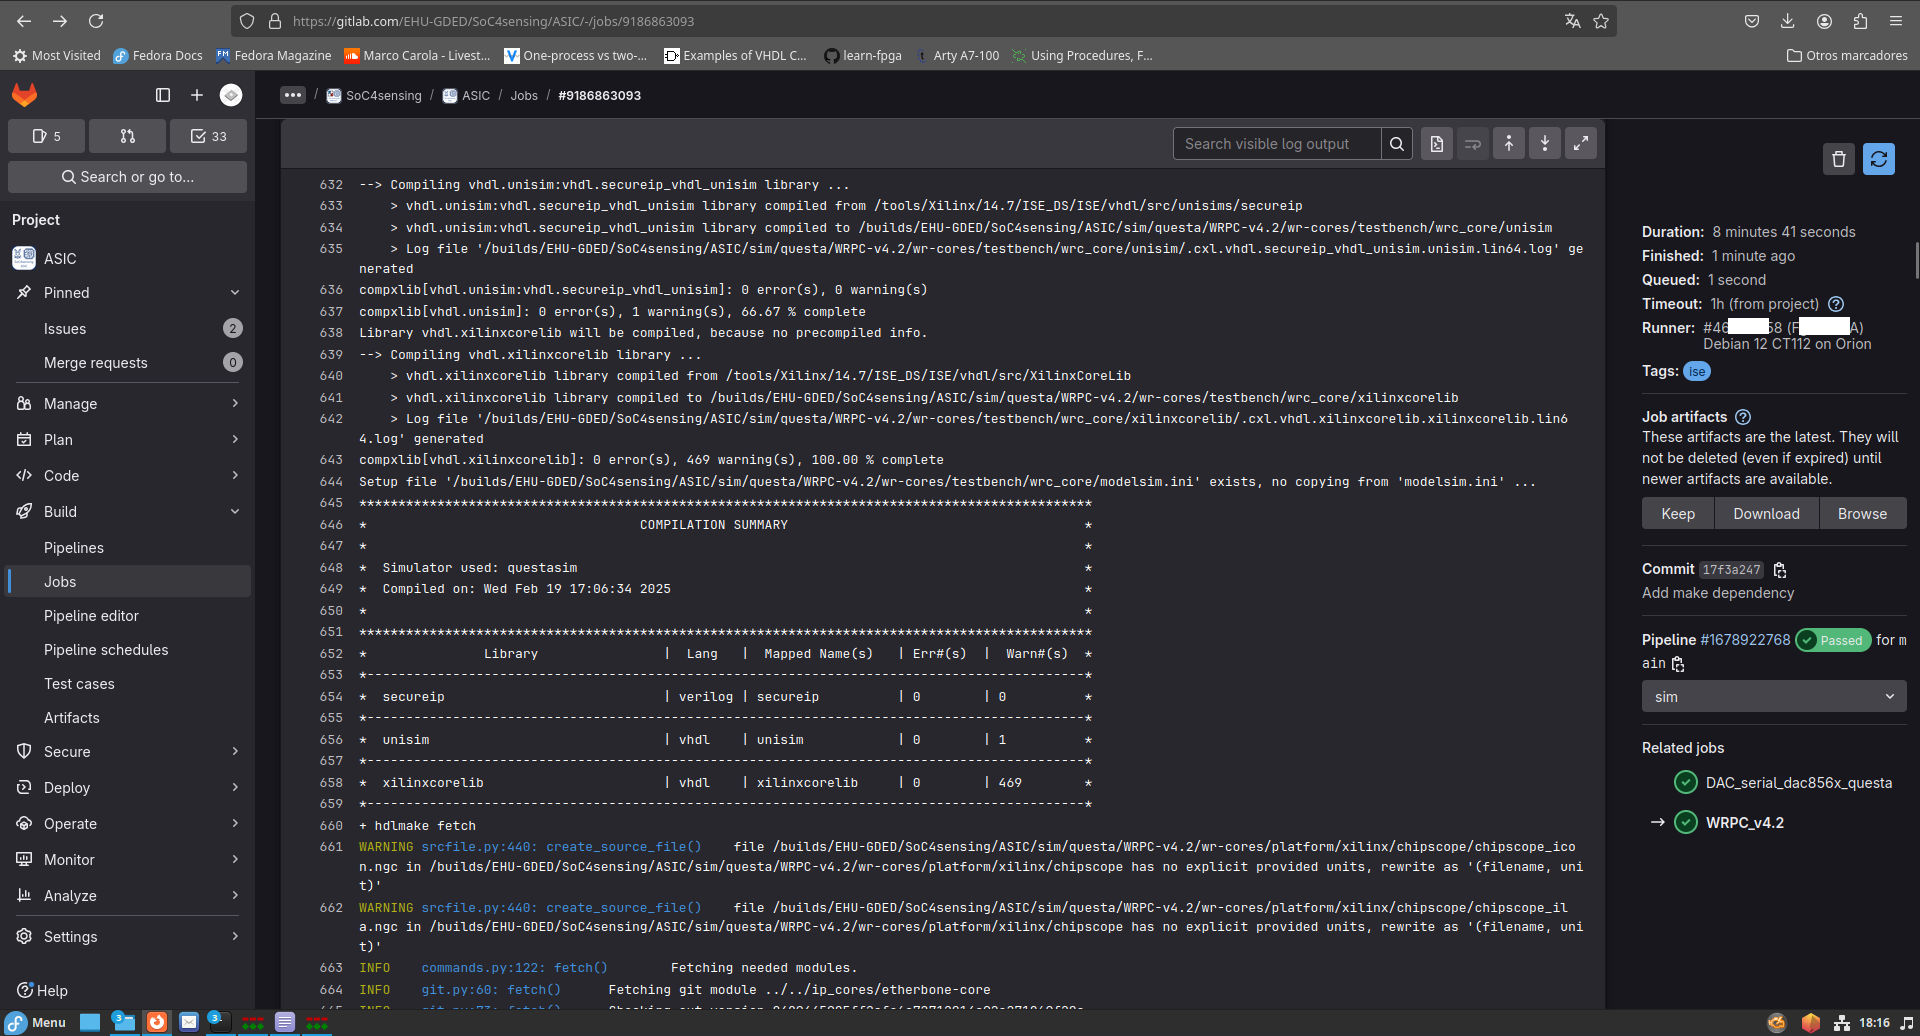 https://gitlab.com/EHU-GDED/SoC4sensing/ASIC/-/jobs/9186863093
Most Visited
Fedora Docs
Fedora Magazine
Marco Carola - Livest...
One-process vs two-...
Examples of VHDL C...
learn-fpga
Arty A7-100
Using Procedures, F...
Otros marcadores
... / SoC4sensing / ASIC / Jobs / #9186863093
5
33
Search or go to...
Project
ASIC
Pinned
Issues 2
Merge requests 0
Manage
Plan
Code
Build
Pipelines
Jobs
Pipeline editor
Pipeline schedules
Test cases
Artifacts
Secure
Deploy
Operate
Monitor
Analyze
Settings
Help
Search visible log output
632 --> Compiling vhdl.unisim:vhdl.secureip_vhdl_unisim library ...
633 > vhdl.unisim:vhdl.secureip_vhdl_unisim library compiled from /tools/Xilinx/14.7/ISE_DS/ISE/vhdl/src/unisims/secureip
634 > vhdl.unisim:vhdl.secureip_vhdl_unisim library compiled to /builds/EHU-GDED/SoC4sensing/ASIC/sim/questa/WRPC-v4.2/wr-cores/testbench/wrc_core/unisim
635 > Log file '/builds/EHU-GDED/SoC4sensing/ASIC/sim/questa/WRPC-v4.2/wr-cores/testbench/wrc_core/unisim/.cxl.vhdl.secureip_vhdl_unisim.unisim.lin64.log' ge
nerated
636 compxlib[vhdl.unisim:vhdl.secureip_vhdl_unisim]: 0 error(s), 0 warning(s)
637 compxlib[vhdl.unisim]: 0 error(s), 1 warning(s), 66.67 % complete
638 Library vhdl.xilinxcorelib will be compiled, because no precompiled info.
639 --> Compiling vhdl.xilinxcorelib library ...
640 > vhdl.xilinxcorelib library compiled from /tools/Xilinx/14.7/ISE_DS/ISE/vhdl/src/XilinxCoreLib
641 > vhdl.xilinxcorelib library compiled to /builds/EHU-GDED/SoC4sensing/ASIC/sim/questa/WRPC-v4.2/wr-cores/testbench/wrc_core/xilinxcorelib
642 > Log file '/builds/EHU-GDED/SoC4sensing/ASIC/sim/questa/WRPC-v4.2/wr-cores/testbench/wrc_core/xilinxcorelib/.cxl.vhdl.xilinxcorelib.xilinxcorelib.lin6
4.log' generated
643 compxlib[vhdl.xilinxcorelib]: 0 error(s), 469 warning(s), 100.00 % complete
644 Setup file '/builds/EHU-GDED/SoC4sensing/ASIC/sim/questa/WRPC-v4.2/wr-cores/testbench/wrc_core/modelsim.ini' exists, no copying from 'modelsim.ini' ...
645 **********************************************************************************************
646 * COMPILATION SUMMARY *
647 * *
648 * Simulator used: questasim *
649 * Compiled on: Wed Feb 19 17:06:34 2025 *
650 * *
651 **********************************************************************************************
652 * Library | Lang | Mapped Name(s) | Err#(s) | Warn#(s) *
653 *--------------------------------------------------------------------------------------------*
654 * secureip | verilog | secureip | 0 | 0 *
655 *--------------------------------------------------------------------------------------------*
656 * unisim | vhdl | unisim | 0 | 1 *
657 *--------------------------------------------------------------------------------------------*
658 * xilinxcorelib | vhdl | xilinxcorelib | 0 | 469 *
659 *--------------------------------------------------------------------------------------------*
660 + hdlmake fetch
661 WARNING srcfile.py:440: create_source_file() file /builds/EHU-GDED/SoC4sensing/ASIC/sim/questa/WRPC-v4.2/wr-cores/platform/xilinx/chipscope/chipscope_ico
n.ngc in /builds/EHU-GDED/SoC4sensing/ASIC/sim/questa/WRPC-v4.2/wr-cores/platform/xilinx/chipscope has no explicit provided units, rewrite as '(filename, uni
t)'
662 WARNING srcfile.py:440: create_source_file() file /builds/EHU-GDED/SoC4sensing/ASIC/sim/questa/WRPC-v4.2/wr-cores/platform/xilinx/chipscope/chipscope_il
a.ngc in /builds/EHU-GDED/SoC4sensing/ASIC/sim/questa/WRPC-v4.2/wr-cores/platform/xilinx/chipscope has no explicit provided units, rewrite as '(filename, uni
t)'
663 INFO commands.py:122: fetch() Fetching needed modules.
664 INFO git.py:60: fetch() Fetching git module ../../ip_cores/etherbone-core
Duration: 8 minutes 41 seconds
Finished: 1 minute ago
Queued: 1 second
Timeout: 1h (from project)
Runner: #46 58 (F A)
Debian 12 CT112 on Orion
Tags: ise
Job artifacts
These artifacts are the latest. They will
not be deleted (even if expired) until
newer artifacts are available.
Keep
Download
Browse
Commit 17f3a247
Add make dependency
Pipeline #1678922768 Passed for m
ain
sim
Related jobs
DAC_serial_dac856x_questa
WRPC_v4.2
Menu
3
3
18:16